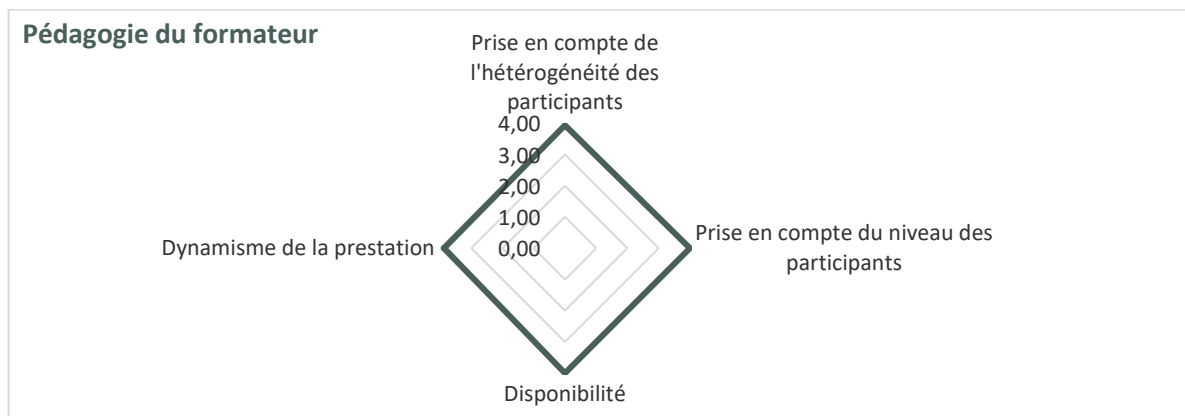 Pédagogie du formateur
Prise en compte de
l'hétérogénéité des
participants
4,00
3,00
2,00
1,00
0,00
Dynamisme de la prestation
Prise en compte du niveau des
participants
Disponibilité